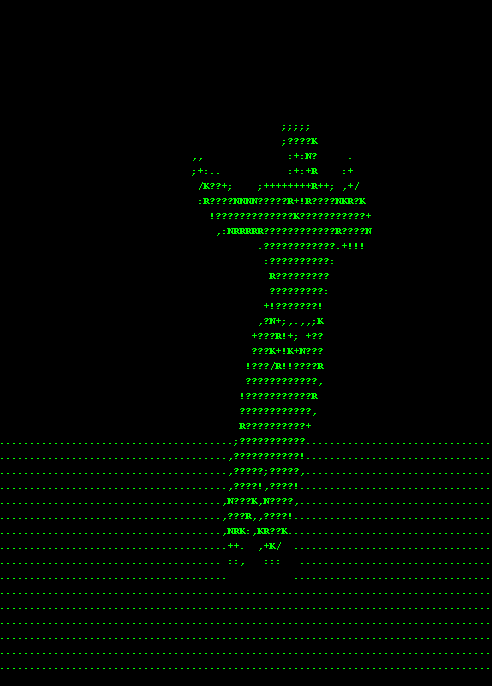 ;;;;;
;????K
,,              :+:N?     .
;+:..           :+:+R    :+
/K??+;    ;++++++++R++; ,+/
:R????NNNN?????R+!R????NKR?K
!?????????????K???????????+
,:NRRRRR????????????R????N
.????????????.+!!!
:??????????:
R?????????
?????????:
+!????????!
,?N+;,.,,;K
+???R!+; +??
???K+!K+N???
!???/R!!????R
????????????,
!???????????R
????????????,
R??????????+
.......................................;???????????...............................
......................................,???????????!...............................
......................................,?????;?????,...............................
......................................,????!,????!................................
.....................................,N???K,N????,................................
.....................................,???R,,????!.................................
.....................................,NRK:,KR??K..................................
......................................++.  ,+K/  .................................
......................................::,   :::   ................................
......................................           .................................
..................................................................................
..................................................................................
..................................................................................
..................................................................................
..................................................................................
..................................................................................